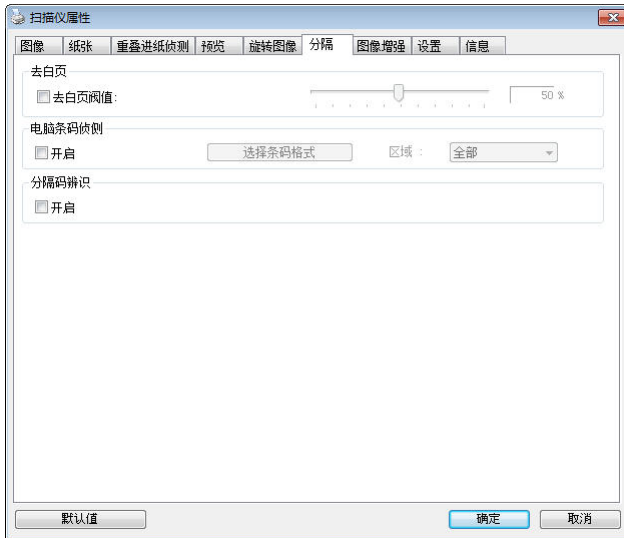 扫描仪属性
图像 纸张 重叠进纸侦测 预览 旋转图像 分隔 图像增强 设置 信息
去白页
去白页阀值: 50 %
电脑条码侦侧
开启 选择条码格式 区域 : 全部
分隔码辨识
开启
默认值 确定 取消